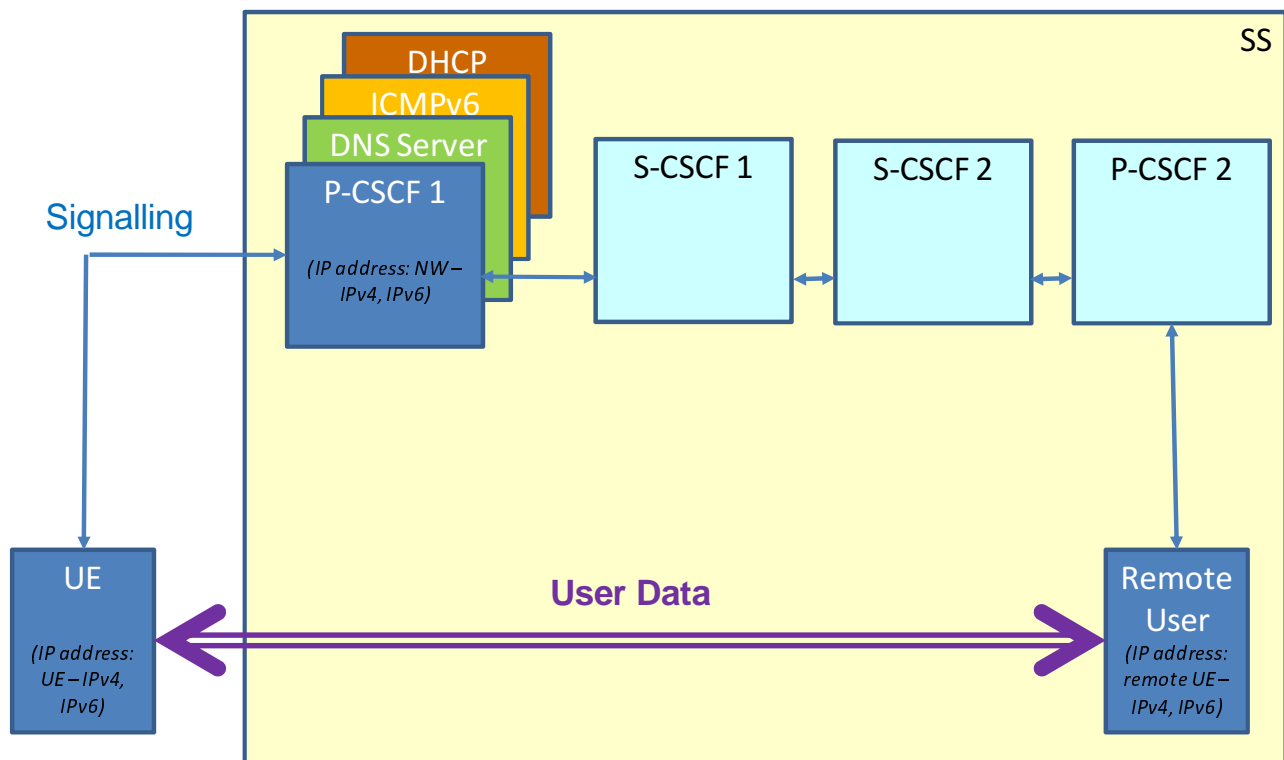 SS
DHCP
ICMPv6
DNS Server
P-CSCF 1
(IP address: NW –
IPv4, IPv6)
S-CSCF 1
S-CSCF 2
P-CSCF 2
Signalling
UE
(IP address:
UE – IPv4,
IPv6)
User Data
Remote
User
(IP address:
remote UE –
IPv4, IPv6)